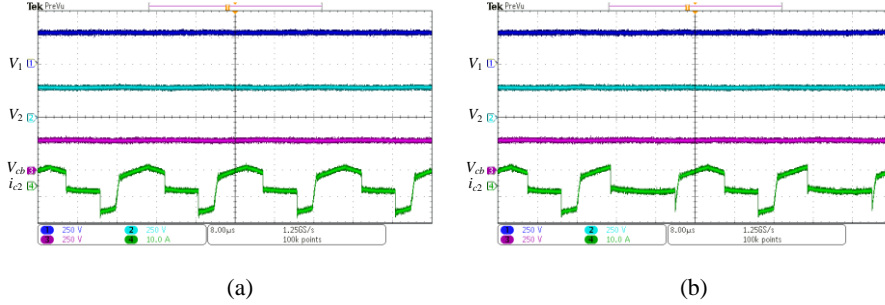 Tek PreVu
V1 1
V2 2
Vcb 3
ic2 4
1 250 V 2 250 V 8.00µs 1.25GS/s
3 250 V 4 10.0 A 100k points
(a)
Tek PreVu
V1 1
V2 2
Vcb 3
ic2 4
1 250 V 2 250 V 8.00µs 1.25GS/s
3 250 V 4 10.0 A 100k points
(b)